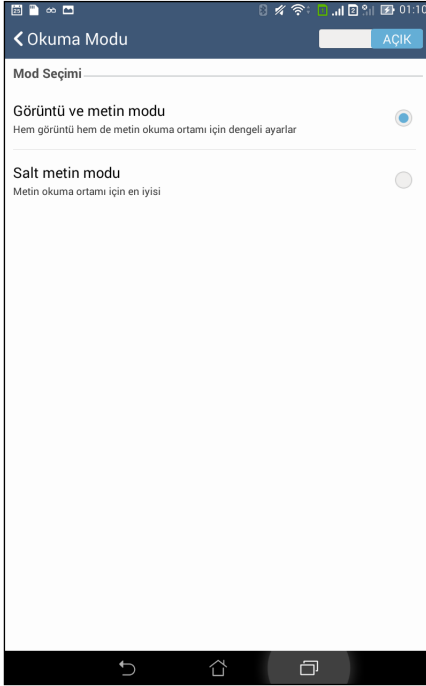 01:10
Okuma Modu
AÇIK
Mod Seçimi
Görüntü ve metin modu
Hem görüntü hem de metin okuma ortamı için dengeli ayarlar
Salt metin modu
Metin okuma ortamı için en iyisi